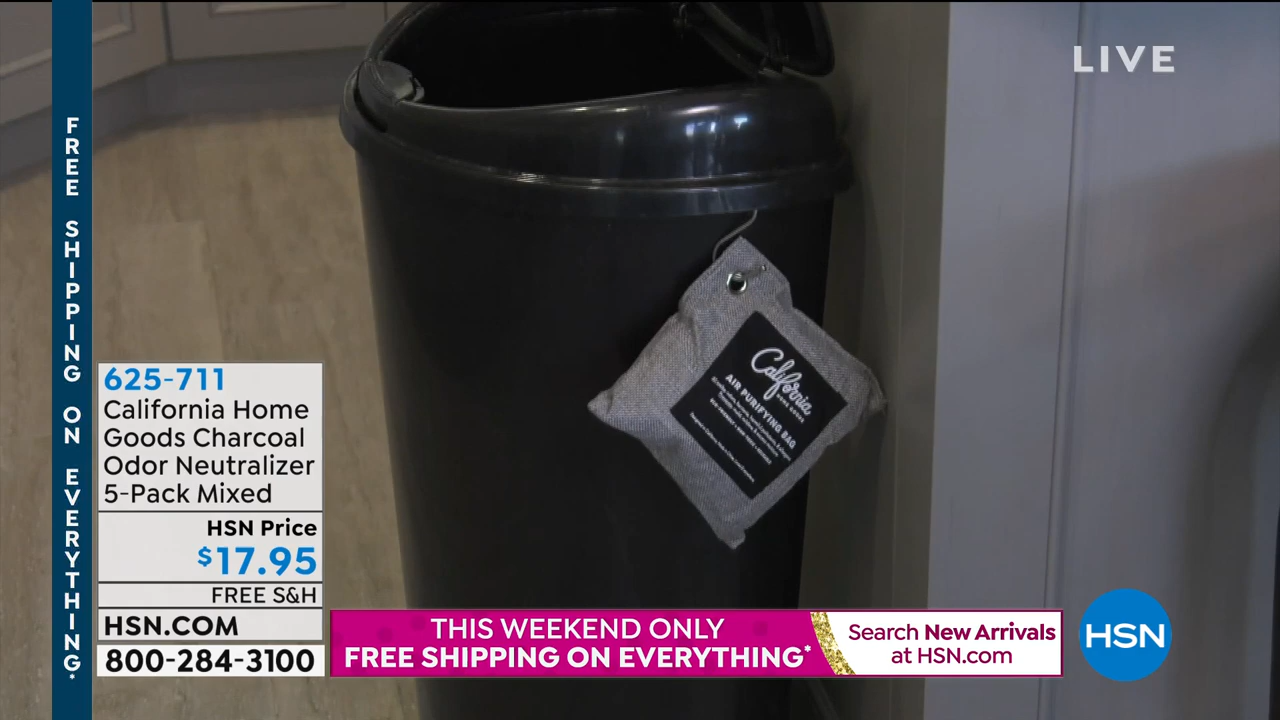 FREE SHIPPING ON EVERYTHING*
LIVE
625-711
California Home
Goods Charcoal
Odor Neutralizer
5-Pack Mixed
HSN Price
$17.95
FREE S&H
HSN.COM
800-284-3100
California
HOME GOODS
AIR PURIFYING BAG
THIS WEEKEND ONLY
FREE SHIPPING ON EVERYTHING*
Search New Arrivals
at HSN.com
HSN